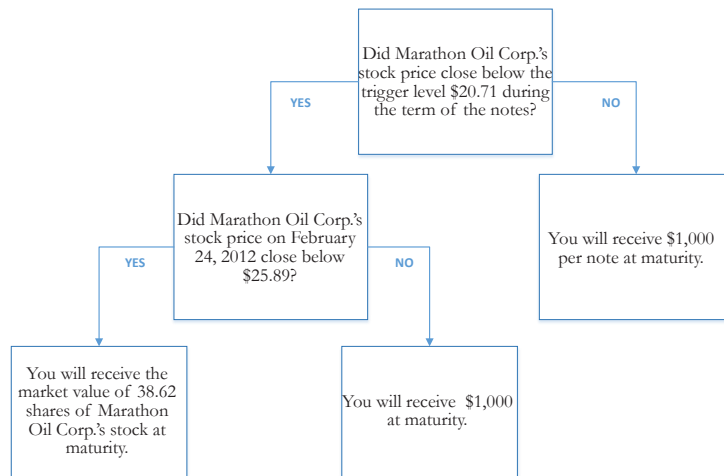 Did Marathon Oil Corp.'s
stock price close below the
trigger level $20.71 during
the term of the notes?
YES
NO
Did Marathon Oil Corp.'s
stock price on February
24, 2012 close below
$25.89?
You will receive $1,000
per note at maturity.
YES
NO
You will receive the
market value of 38.62
shares of Marathon
Oil Corp.'s stock at
maturity.
You will receive $1,000
at maturity.